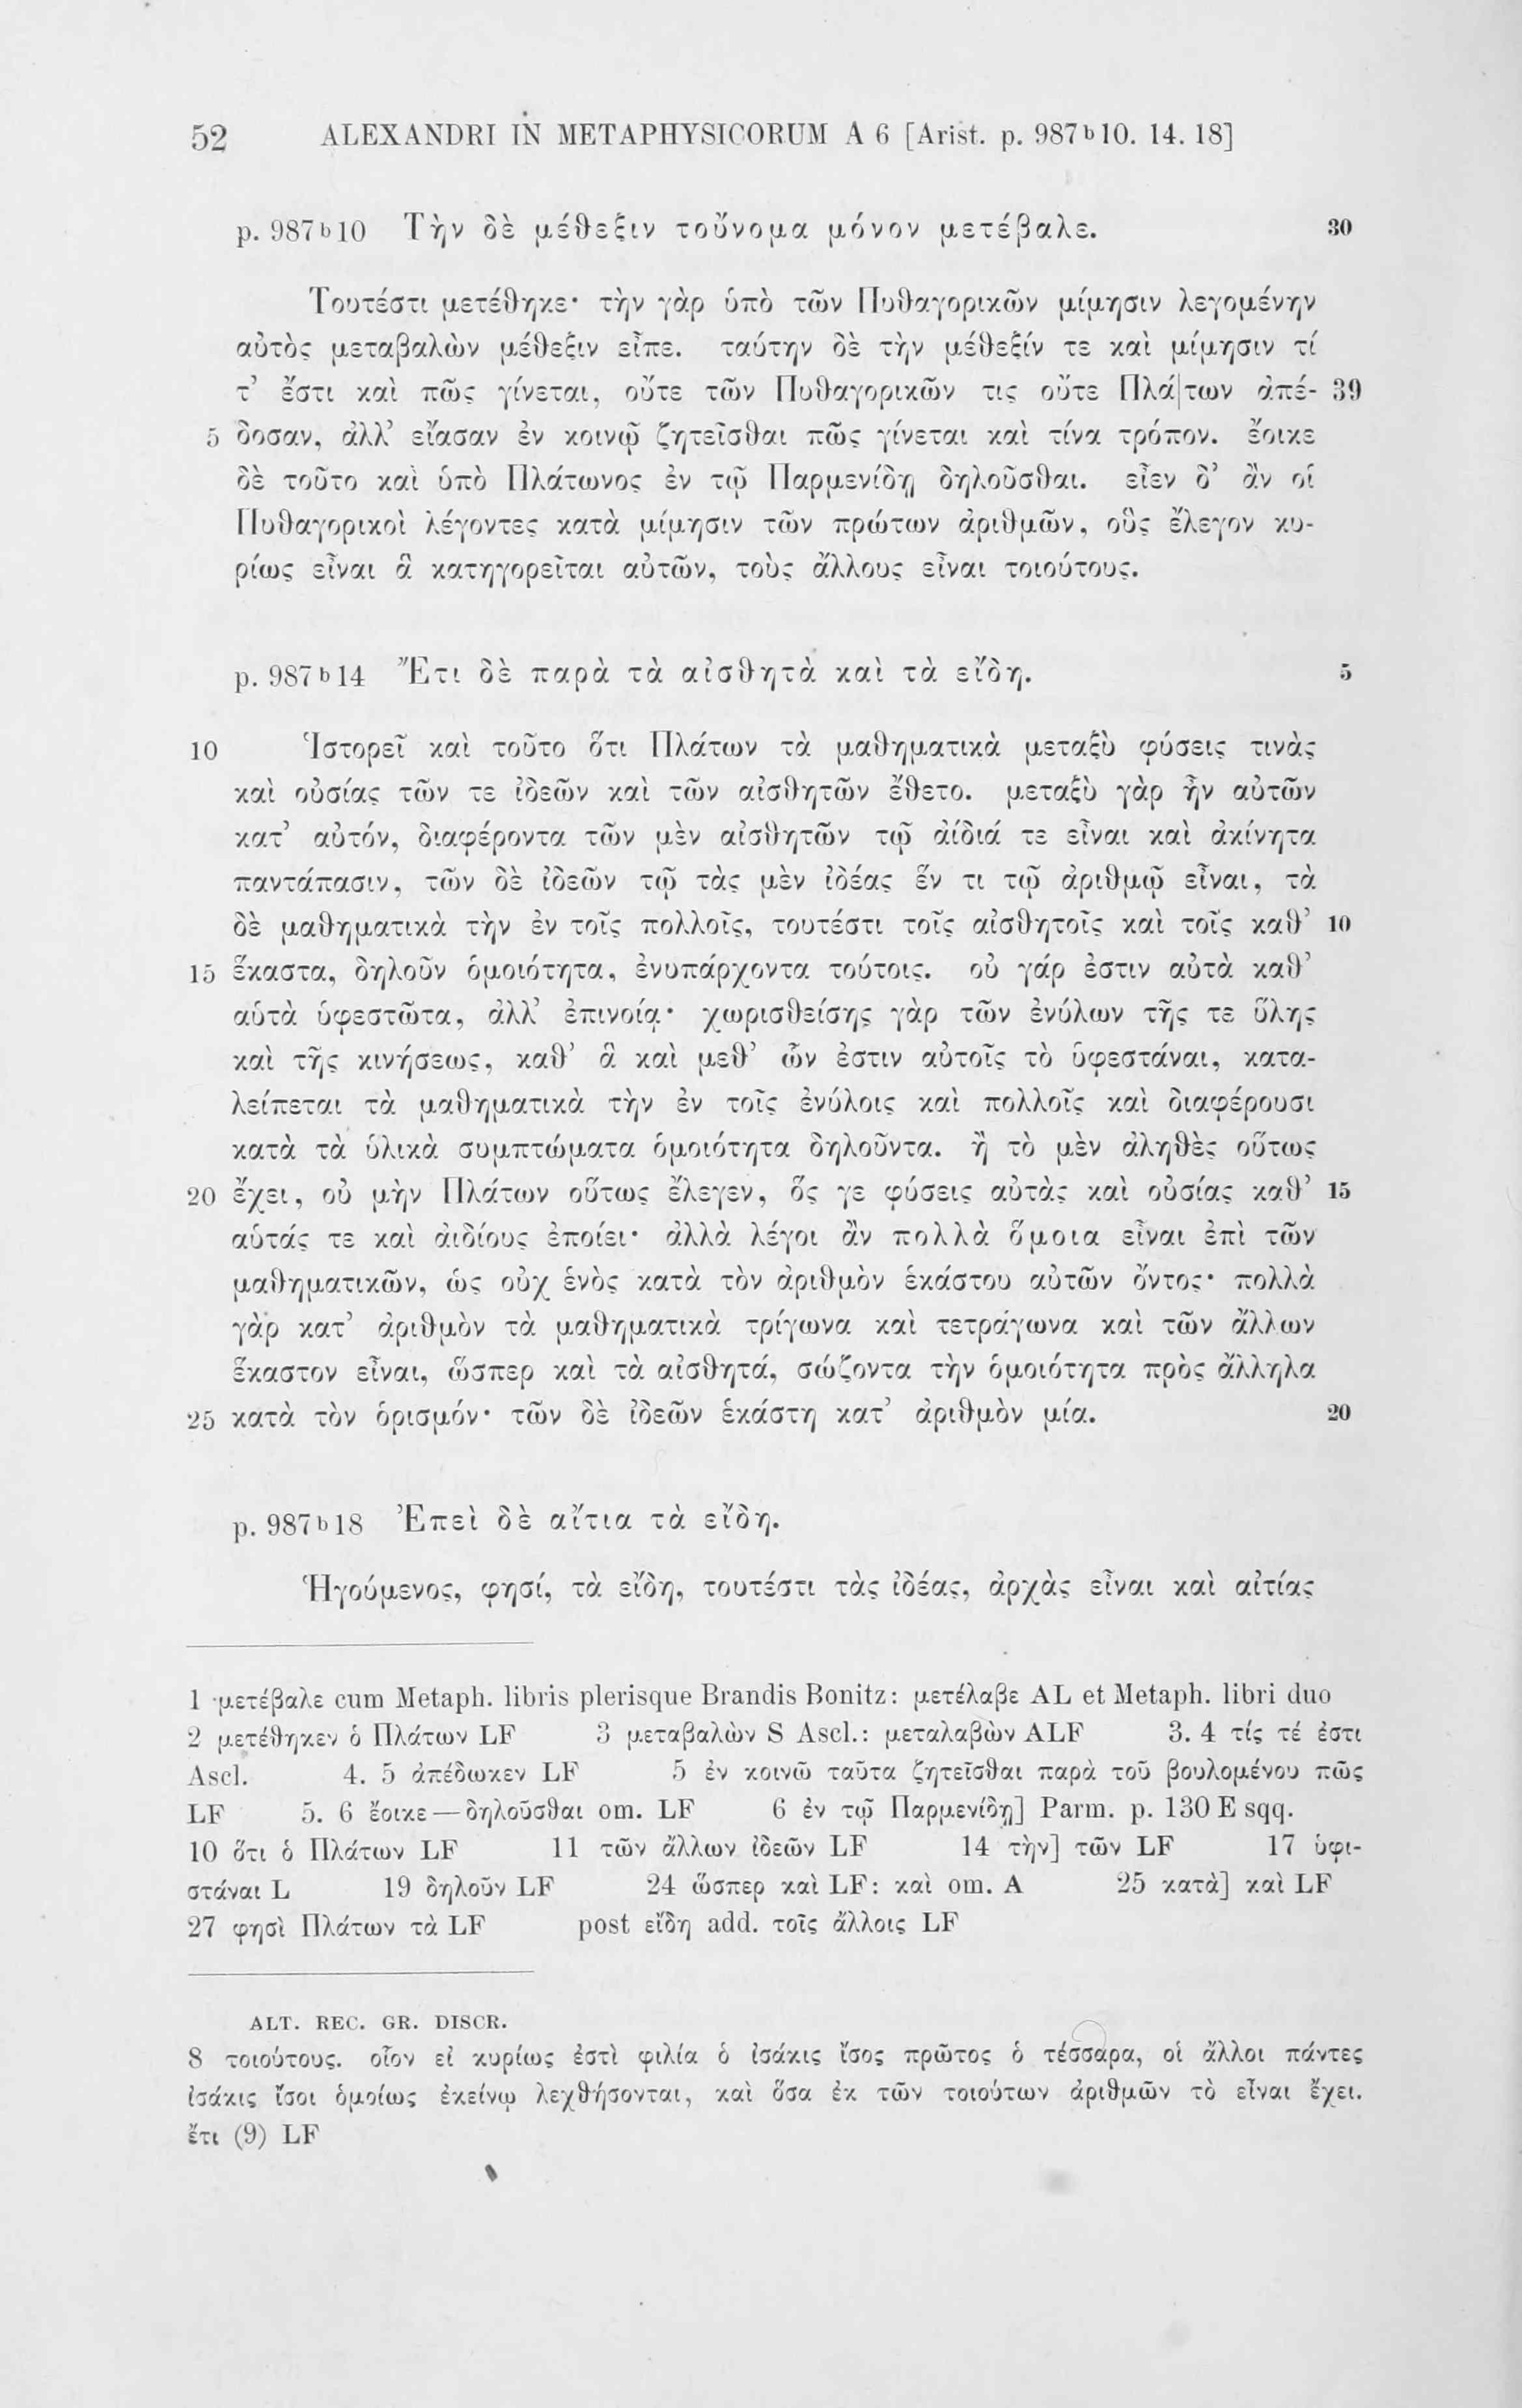 52 ALEXANDRI IN METAPHYSICORUM A 6 [Arist. p. 987b10. 14. 18]
p. 987b10 Τὴν δὲ μέθεξιν τοὔνομα μόνον μετέβαλε. 30
Τουτέστι μετέθηκε· τὴν γὰρ ὑπὸ τῶν Πυθαγορικῶν μίμησιν λεγομένην
αὐτὸς μεταβαλὼν μέθεξιν εἶπε. ταύτην δὲ τὴν μέθεξίν τε καὶ μίμησιν τί
τ’ ἔστι καὶ πῶς γίνεται, οὔτε τῶν Πυθαγορικῶν τις οὔτε Πλά|των ἀπέ- 39
5 δοσαν, ἀλλ’ εἴασαν ἐν κοινῷ ζητεῖσθαι πῶς γίνεται καὶ τίνα τρόπον. ἔοικε
δὲ τοῦτο καὶ ὑπὸ Πλάτωνος ἐν τῷ Παρμενίδῃ δηλοῦσθαι. εἶεν δ’ ἂν οἱ
Πυθαγορικοὶ λέγοντες κατὰ μίμησιν τῶν πρώτων ἀριθμῶν, οὓς ἔλεγον κυ-
ρίως εἶναι ἃ κατηγορεῖται αὐτῶν, τοὺς ἄλλους εἶναι τοιούτους.
p. 987b14 Ἔτι δὲ παρὰ τὰ αἰσθητὰ καὶ τὰ εἴδη. 5
10 Ἱστορεῖ καὶ τοῦτο ὅτι Πλάτων τὰ μαθηματικὰ μεταξὺ φύσεις τινὰς
καὶ οὐσίας τῶν τε ἰδεῶν καὶ τῶν αἰσθητῶν ἔθετο. μεταξὺ γὰρ ἦν αὐτῶν
κατ’ αὐτόν, διαφέροντα τῶν μὲν αἰσθητῶν τῷ ἀίδιά τε εἶναι καὶ ἀκίνητα
παντάπασιν, τῶν δὲ ἰδεῶν τῷ τὰς μὲν ἰδέας ἕν τι τῷ ἀριθμῷ εἶναι, τὰ
δὲ μαθηματικὰ τὴν ἐν τοῖς πολλοῖς, τουτέστι τοῖς αἰσθητοῖς καὶ τοῖς καθ’ 10
15 ἕκαστα, δηλοῦν ὁμοιότητα, ἐνυπάρχοντα τούτοις. οὐ γάρ ἐστιν αὐτὰ καθ’
αὑτὰ ὑφεστῶτα, ἀλλ’ ἐπινοίᾳ· χωρισθείσης γὰρ τῶν ἐνύλων τῆς τε ὕλης
καὶ τῆς κινήσεως, καθ’ ἃ καὶ μεθ’ ὧν ἐστιν αὐτοῖς τὸ ὑφεστάναι, κατα-
λείπεται τὰ μαθηματικὰ τὴν ἐν τοῖς ἐνύλοις καὶ πολλοῖς καὶ διαφέρουσι
κατὰ τὰ ὑλικὰ συμπτώματα ὁμοιότητα δηλοῦντα. ἢ τὸ μὲν ἀληθὲς οὕτως
20 ἔχει, οὐ μὴν Πλάτων οὕτως ἔλεγεν, ὅς γε φύσεις αὐτὰς καὶ οὐσίας καθ’ 15
αὑτάς τε καὶ ἀιδίους ἐποίει· ἀλλὰ λέγοι ἂν πολλὰ ὅμοια εἶναι ἐπὶ τῶν
μαθηματικῶν, ὡς οὐχ ἑνὸς κατὰ τὸν ἀριθμὸν ἑκάστου αὐτῶν ὄντος· πολλὰ
γὰρ κατ’ ἀριθμὸν τὰ μαθηματικὰ τρίγωνα καὶ τετράγωνα καὶ τῶν ἄλλων
ἕκαστον εἶναι, ὥσπερ καὶ τὰ αἰσθητά, σώζοντα τὴν ὁμοιότητα πρὸς ἄλληλα
25 κατὰ τὸν ὁρισμόν· τῶν δὲ ἰδεῶν ἑκάστη κατ’ ἀριθμὸν μία. 20
p. 987b18 Ἐπεὶ δὲ αἴτια τὰ εἴδη.
Ἡγούμενος, φησί, τὰ εἴδη, τουτέστι τὰς ἰδέας, ἀρχὰς εἶναι καὶ αἰτίας
1 μετέβαλε cum Metaph. libris plerisque Brandis Bonitz: μετέλαβε AL et Metaph. libri duo
2 μετέθηκεν ὁ Πλάτων LF 3 μεταβαλὼν S Ascl.: μεταλαβὼν ALF 3. 4 τίς τέ ἐστι
Ascl. 4. 5 ἀπέδωκεν LF 5 ἐν κοινῶ ταῦτα ζητεῖσθαι παρὰ τοῦ βουλομένου πῶς
LF 5. 6 ἔοικε—δηλοῦσθαι om. LF 6 ἐν τῷ Παρμενίδῃ] Parm. p. 130 E sqq.
10 ὅτι ὁ Πλάτων LF 11 τῶν ἄλλων ἰδεῶν LF 14 τὴν] τῶν LF 17 ὑφι-
στάναι L 19 δηλοῦν LF 24 ὥσπερ καὶ LF: καὶ om. A 25 κατὰ] καὶ LF
27 φησὶ Πλάτων τὰ LF post εἴδη add. τοῖς ἄλλοις LF
ALT. REC. GR. DISCR.
8 τοιούτους. οἷον εἰ κυρίως ἐστὶ φιλία ὁ ἰσάκις ἴσος πρῶτος ὁ τέσσαρα, οἱ ἄλλοι πάντες
ἰσάκις ἴσοι ὁμοίως ἐκείνῳ λεχθήσονται, καὶ ὅσα ἐκ τῶν τοιούτων ἀριθμῶν τὸ εἶναι ἔχει.
ἔτι (9) LF